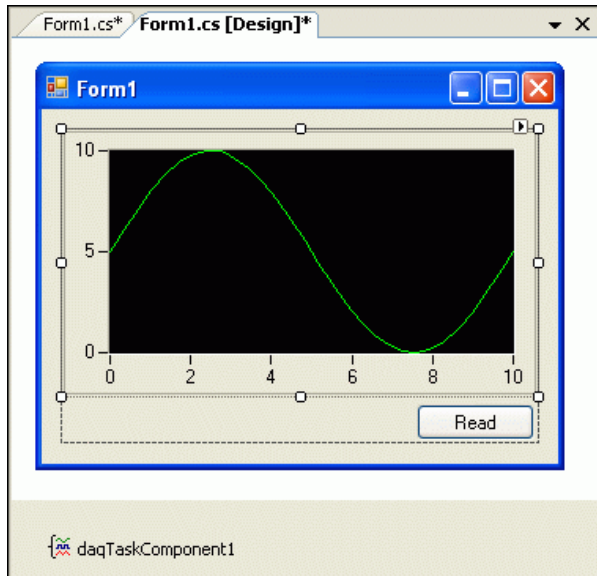 Form1.cs* Form1.cs [Design]*
Form1
10
5
0
0 2 4 6 8 10
Read
daqTaskComponent1